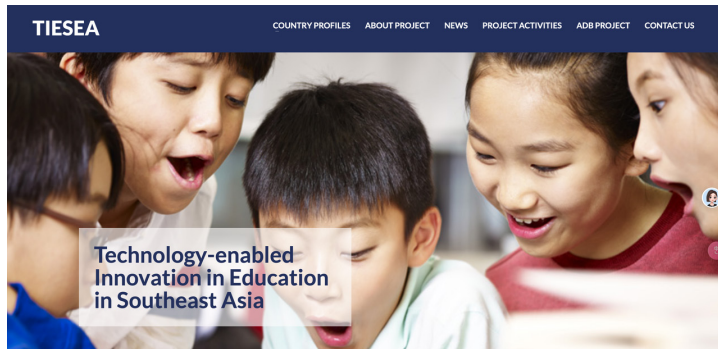 TIESEA
COUNTRY PROFILES ABOUT PROJECT NEWS PROJECT ACTIVITIES ADB PROJECT CONTACT US
Technology-enabled
Innovation in Education
in Southeast Asia